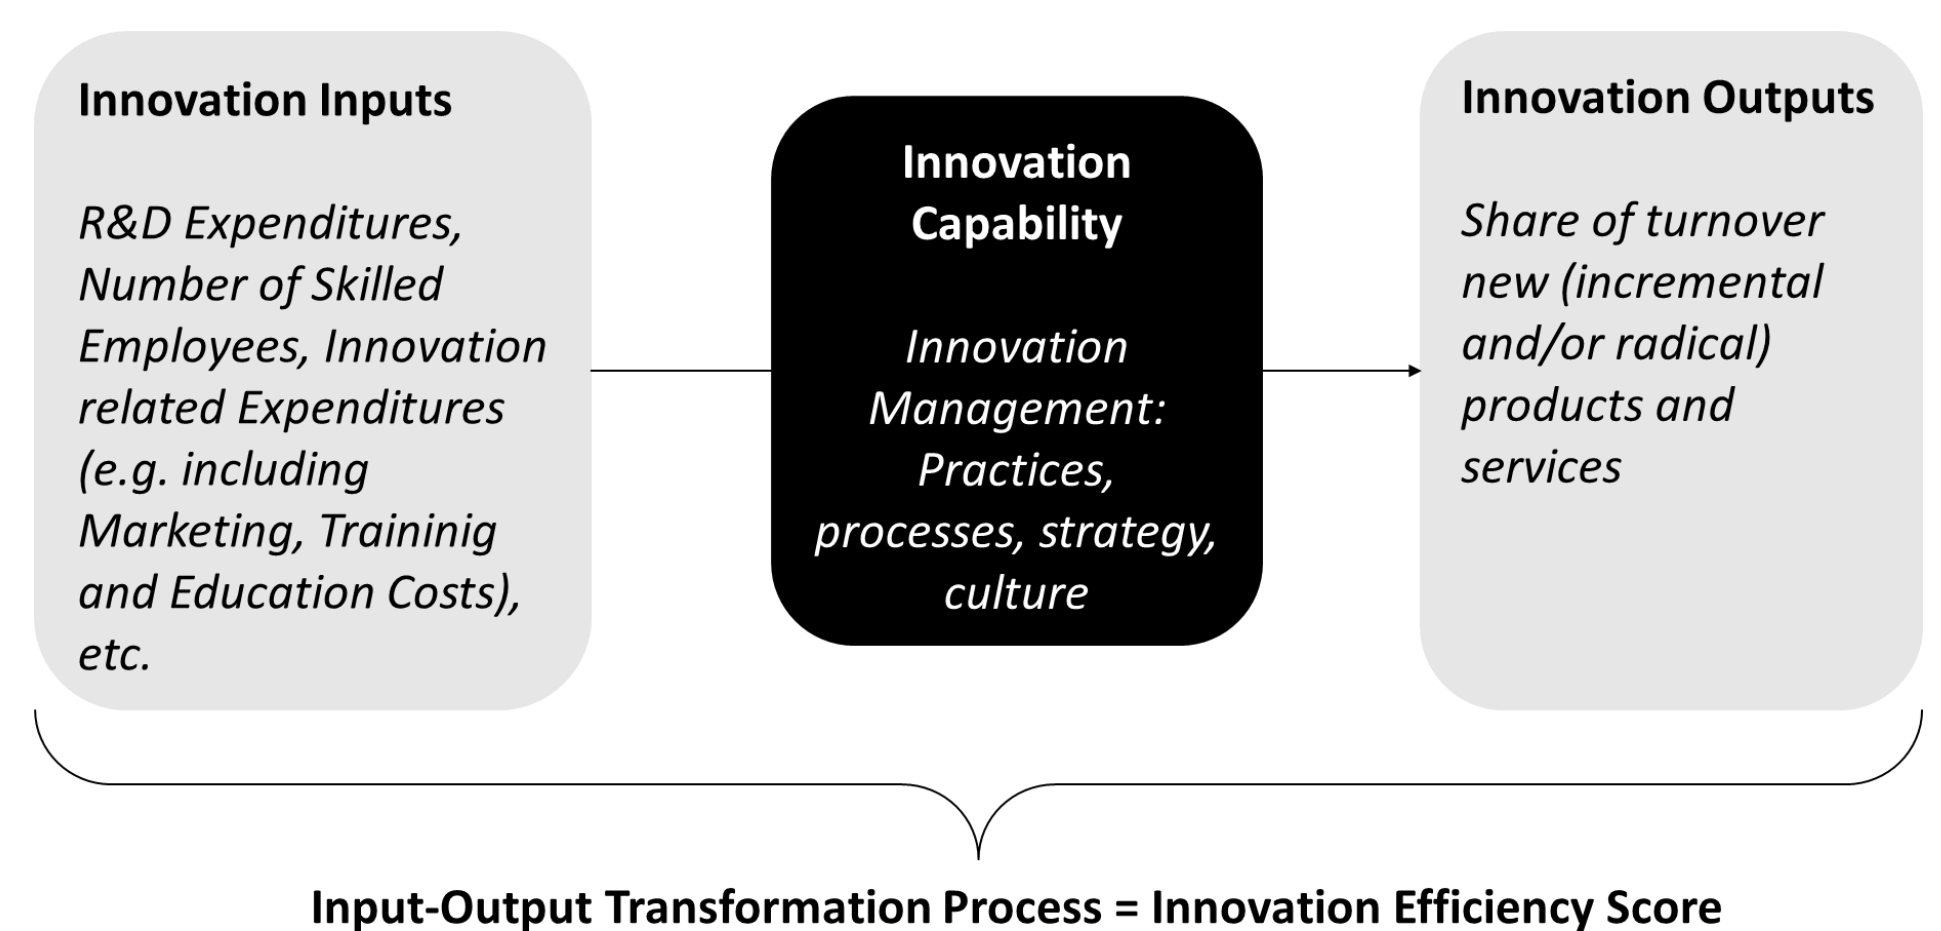 Innovation Inputs
R&D Expenditures,
Number of Skilled
Employees, Innovation
related Expenditures
(e.g. including
Marketing, Traininig
and Education Costs),
etc.
Innovation
Capability
Innovation
Management:
Practices,
processes, strategy,
culture
Innovation Outputs
Share of turnover
new (incremental
and/or radical)
products and
services
Input-Output Transformation Process = Innovation Efficiency Score